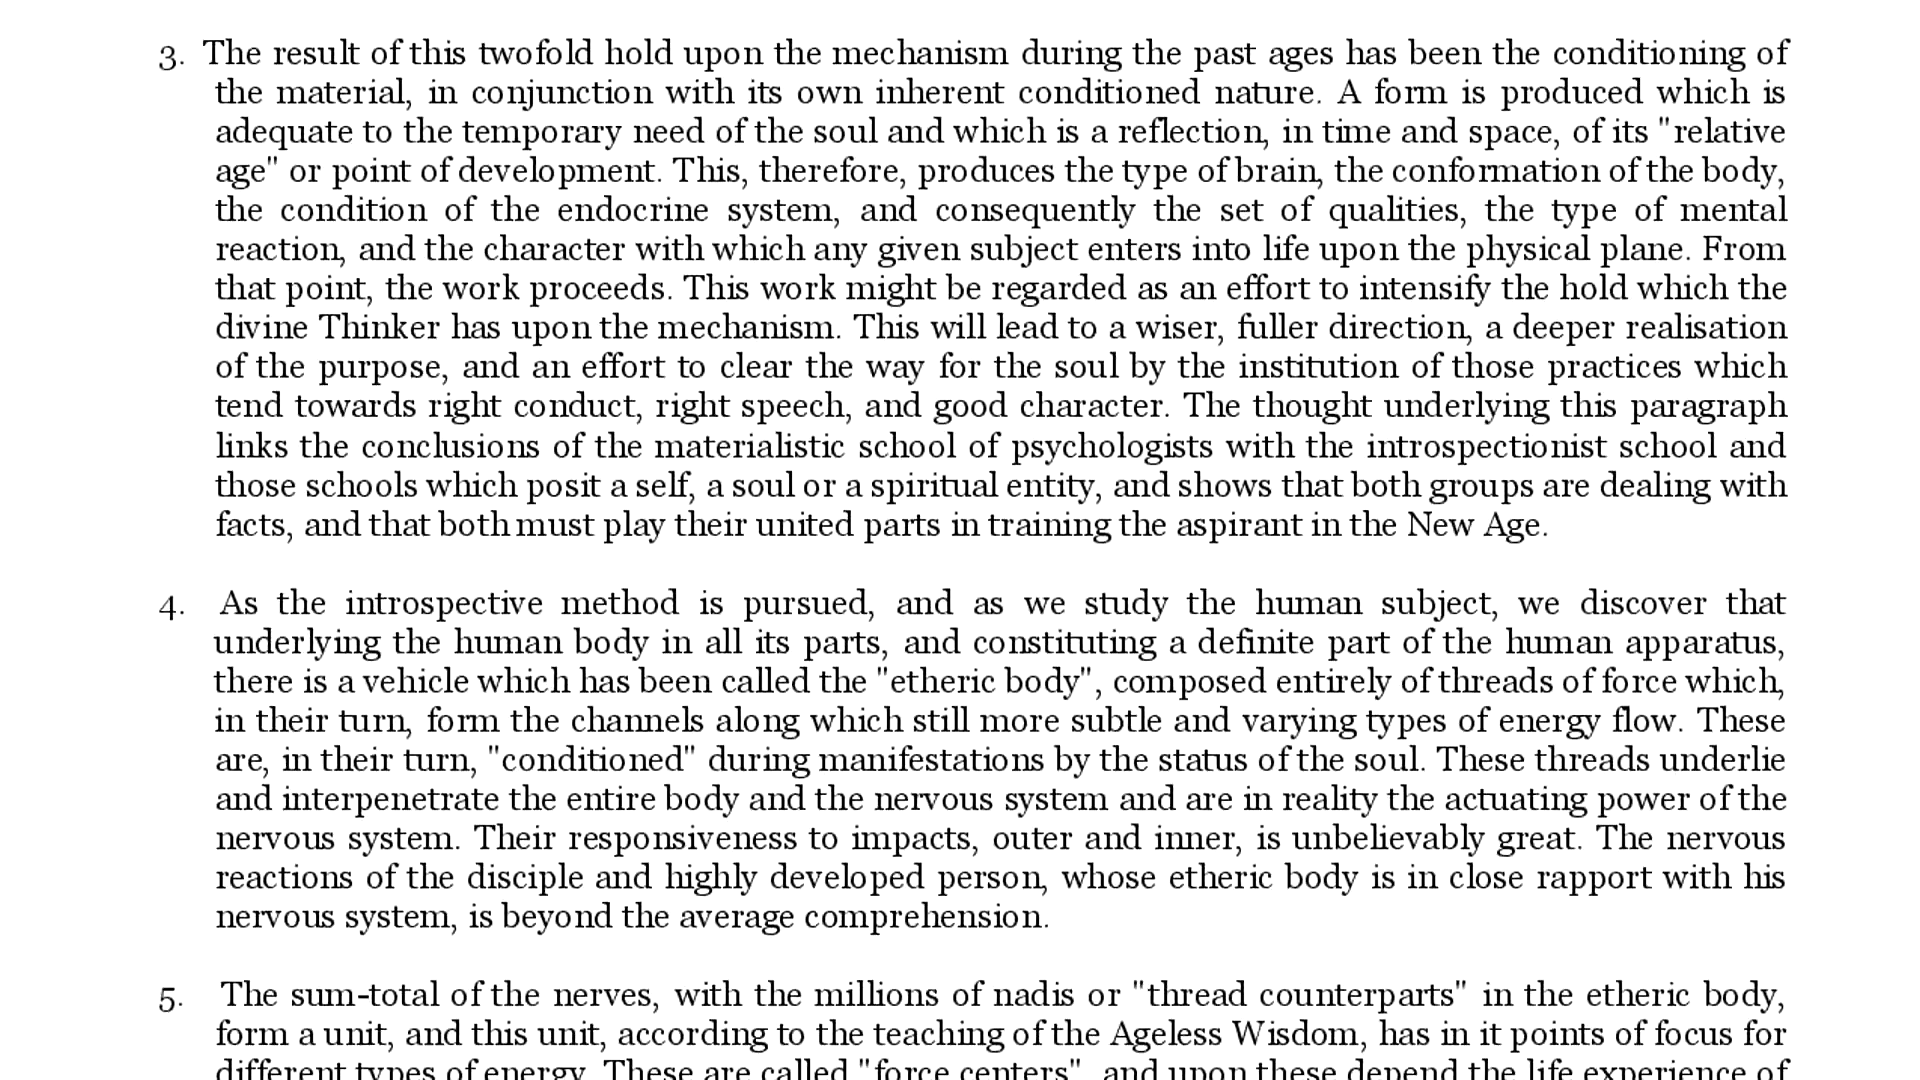 3. The result of this twofold hold upon the mechanism during the past ages has been the conditioning of
the material, in conjunction with its own inherent conditioned nature. A form is produced which is
adequate to the temporary need of the soul and which is a reflection, in time and space, of its "relative
age" or point of development. This, therefore, produces the type of brain, the conformation of the body,
the condition of the endocrine system, and consequently the set of qualities, the type of mental
reaction, and the character with which any given subject enters into life upon the physical plane. From
that point, the work proceeds. This work might be regarded as an effort to intensify the hold which the
divine Thinker has upon the mechanism. This will lead to a wiser, fuller direction, a deeper realisation
of the purpose, and an effort to clear the way for the soul by the institution of those practices which
tend towards right conduct, right speech, and good character. The thought underlying this paragraph
links the conclusions of the materialistic school of psychologists with the introspectionist school and
those schools which posit a self, a soul or a spiritual entity, and shows that both groups are dealing with
facts, and that both must play their united parts in training the aspirant in the New Age.
4. As the introspective method is pursued, and as we study the human subject, we discover that
underlying the human body in all its parts, and constituting a definite part of the human apparatus,
there is a vehicle which has been called the "etheric body", composed entirely of threads of force which,
in their turn, form the channels along which still more subtle and varying types of energy flow. These
are, in their turn, "conditioned" during manifestations by the status of the soul. These threads underlie
and interpenetrate the entire body and the nervous system and are in reality the actuating power of the
nervous system. Their responsiveness to impacts, outer and inner, is unbelievably great. The nervous
reactions of the disciple and highly developed person, whose etheric body is in close rapport with his
nervous system, is beyond the average comprehension.
5. The sum-total of the nerves, with the millions of nadis or "thread counterparts" in the etheric body,
form a unit, and this unit, according to the teaching of the Ageless Wisdom, has in it points of focus for
different types of energy. These are called "force centers", and upon these depend the life experience of